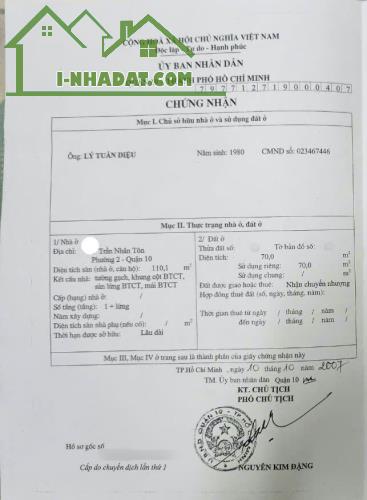 CỘNG HOÀ XÃ HỘI CHỦ NGHĨA VIỆT NAM
Độc lập - Tự do - Hạnh phúc
ỦY BAN NHÂN DÂN
PHỐ HỒ CHÍ MINH
I-NHADAT.COM
797712719000407
CHỨNG NHẬN
Mục I. Chủ sở hữu nhà ở và sử dụng đất ở
Ông: LÝ TUẤN DIỆU Năm sinh: 1980 CMND số: 023467446
Mục II. Thực trạng nhà ở, đất ở
1/ Nhà ở
Địa chỉ: Trần Nhân Tôn
Phường 2 - Quận 10
Diện tích sàn (nhà ở, căn hộ): 110,1 m²
Kết cấu nhà: tường gạch, khung cột BTCT,
sàn lửng BTCT, mái BTCT
Cấp (hạng) nhà ở: /
Số tầng (tầng): 1 + lửng
Năm xây dựng: /
Diện tích sàn nhà phụ (nếu có): / m²
Thời hạn được sở hữu: Lâu dài
2/ Đất ở
Thửa đất số: Tờ bản đồ số:
Diện tích: 70,0 m²
Sử dụng riêng: 70,0 m²
Sử dụng chung: / m²
Đất được giao hoặc thuê: Nhận chuyển nhượng
Hợp đồng thuê đất (số, ngày, tháng, năm):
Thời gian thuê từ ngày / tháng / năm /
đến ngày / tháng / năm /
Mục III, Mục IV ở trang sau là thành phần của giấy chứng nhận này
TP Hồ Chí Minh, ngày 10 tháng 10 năm 2007
TM. Ủy ban nhân dân Quận 10
KT. CHỦ TỊCH
PHÓ CHỦ TỊCH
U.B.N.D QUẬN 10 TP HỒ CHÍ MINH
Hồ sơ gốc số
Cấp do chuyển dịch lần thứ 1
NGUYỄN KIM ĐẶNG